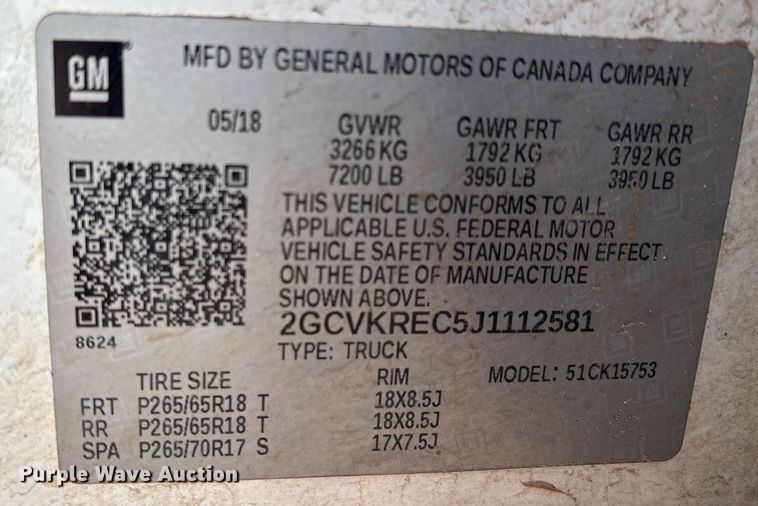 GM
MFD BY GENERAL MOTORS OF CANADA COMPANY
05/18 GVWR GAWR FRT GAWR RR
3266 KG 1792 KG 1792 KG
7200 LB 3950 LB 3950 LB
THIS VEHICLE CONFORMS TO ALL
APPLICABLE U.S. FEDERAL MOTOR
VEHICLE SAFETY STANDARDS IN EFFECT
ON THE DATE OF MANUFACTURE
SHOWN ABOVE.
8624
2GCVKREC5J1112581
TYPE: TRUCK MODEL: 51CK15753
TIRE SIZE RIM
FRT P265/65R18 T 18X8.5J
RR P265/65R18 T 18X8.5J
SPA P265/70R17 S 17X7.5J
Purple Wave Auction